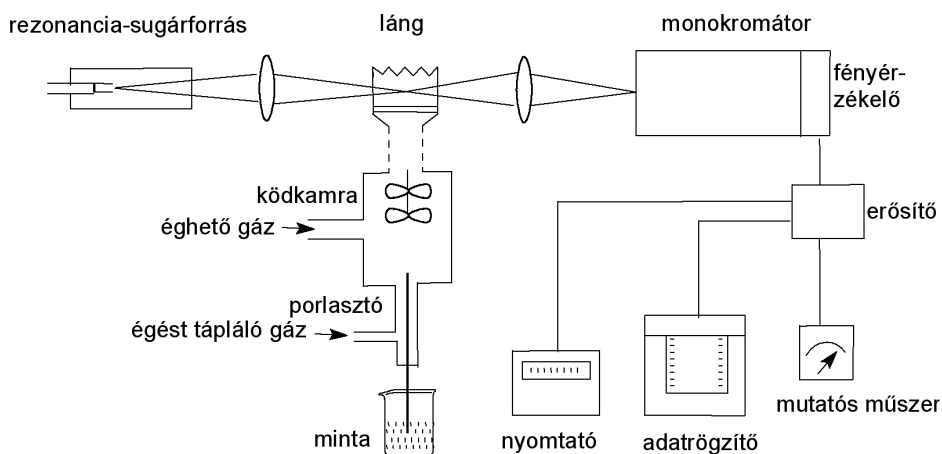 rezonancia-sugárforrás
láng
monokromátor
fényér-
zékelő
ködkamra
éghető gáz
erősítő
porlasztó
égést tápláló gáz
minta
nyomtató
adatrögzítő
mutatós műszer